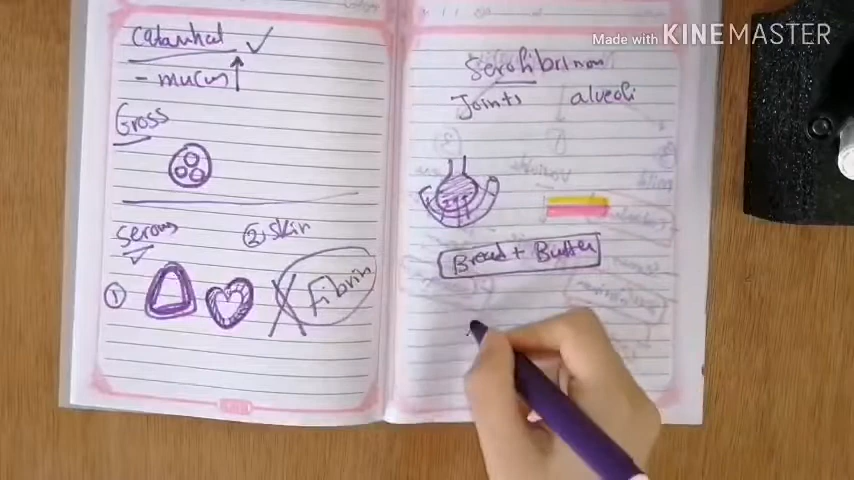 Made with KINEMASTER
Catarrhal ✓
- mucus ↑
Gross
Serous
② skin
①
X Fibrin
Serofibrinous
Joints
alveoli
Bread + Butter